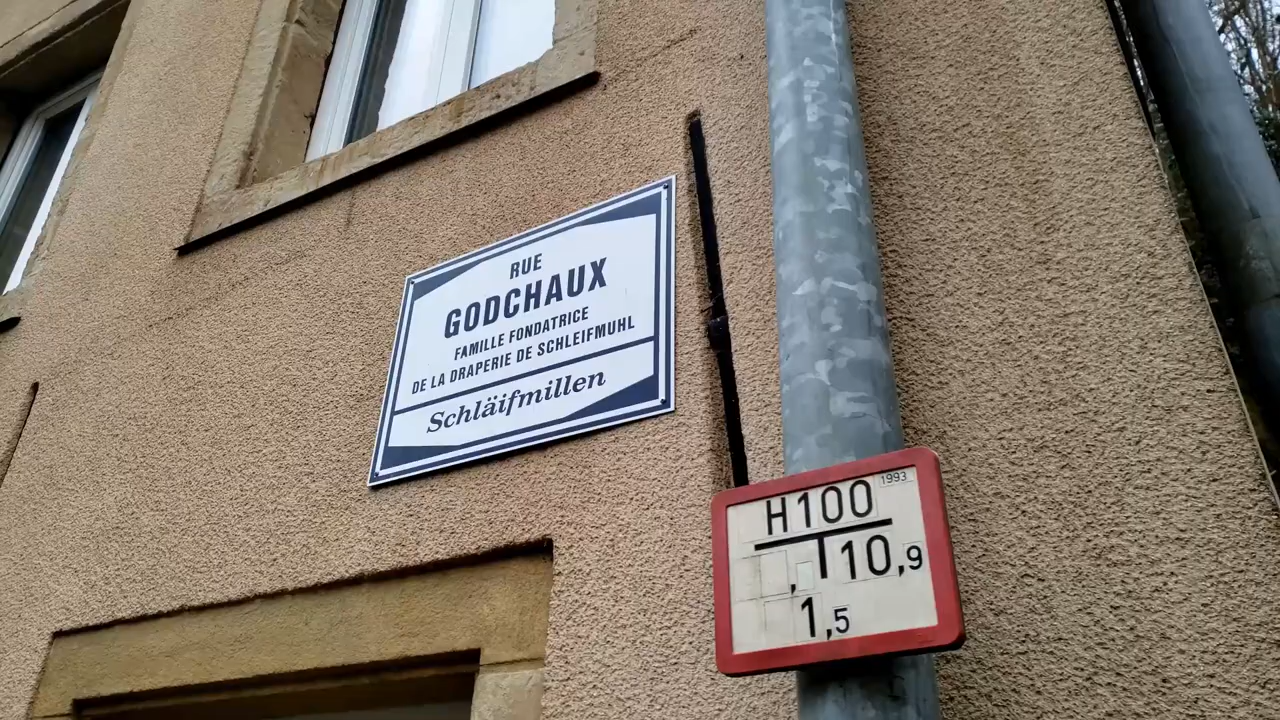 RUE
GODCHAUX
FAMILLE FONDATRICE
DE LA DRAPERIE DE SCHLEIFMUHL
Schläifmillen
H100 1993
, 10,9
1,5